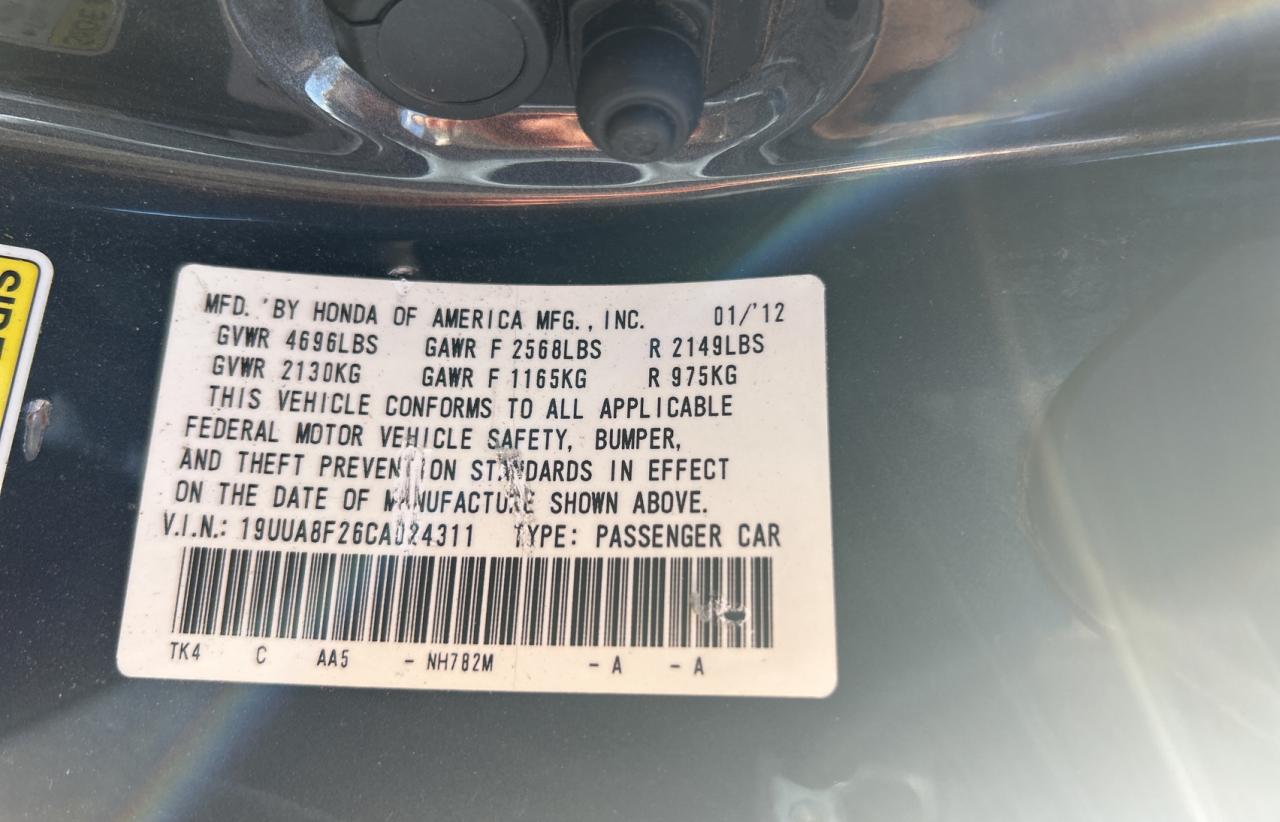 MFD. BY HONDA OF AMERICA MFG., INC. 01/'12
GVWR 4696LBS GAWR F 2568LBS R 2149LBS
GVWR 2130KG GAWR F 1165KG R 975KG
THIS VEHICLE CONFORMS TO ALL APPLICABLE
FEDERAL MOTOR VEHICLE SAFETY, BUMPER,
AND THEFT PREVENTION STANDARDS IN EFFECT
ON THE DATE OF MANUFACTURE SHOWN ABOVE.
V.I.N.: 19UUA8F26CA024311 TYPE: PASSENGER CAR
TK4 C AA5 - NH782M - A - A